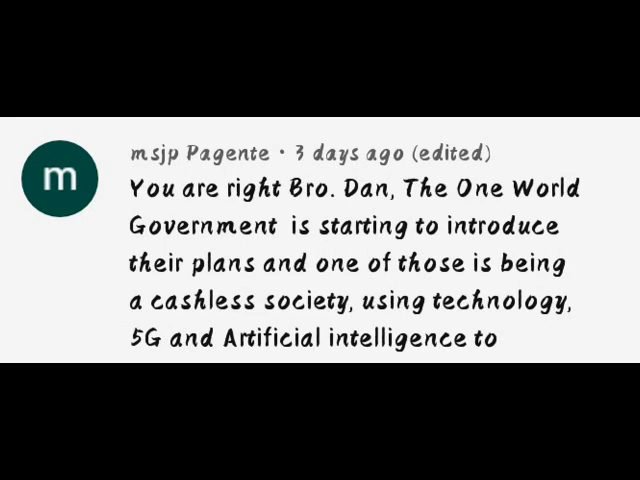 m
msjp Pagente • 3 days ago (edited)
You are right Bro. Dan, The One World
Government is starting to introduce
their plans and one of those is being
a cashless society, using technology,
5G and Artificial intelligence to